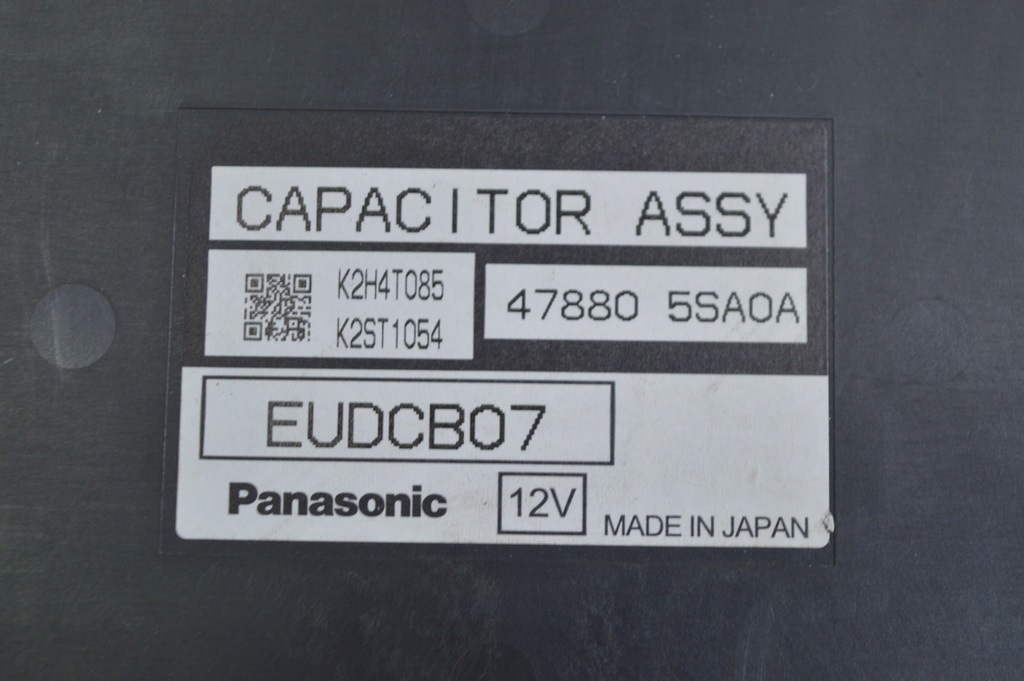 CAPACITOR ASSY
K2H4T085
K2ST1054
47880 5SA0A
EUDCB07
Panasonic 12V MADE IN JAPAN